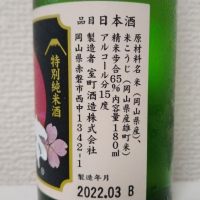 品目 日本酒
原材料名 米(岡山県産)、
米こうじ(岡山県産雄町米)
精米歩合65% 内容量180ml
アルコール分15度
製造者 室町酒造株式会社
岡山県赤磐市西中1342-1
製造年月
2022.03 B
特別純米酒